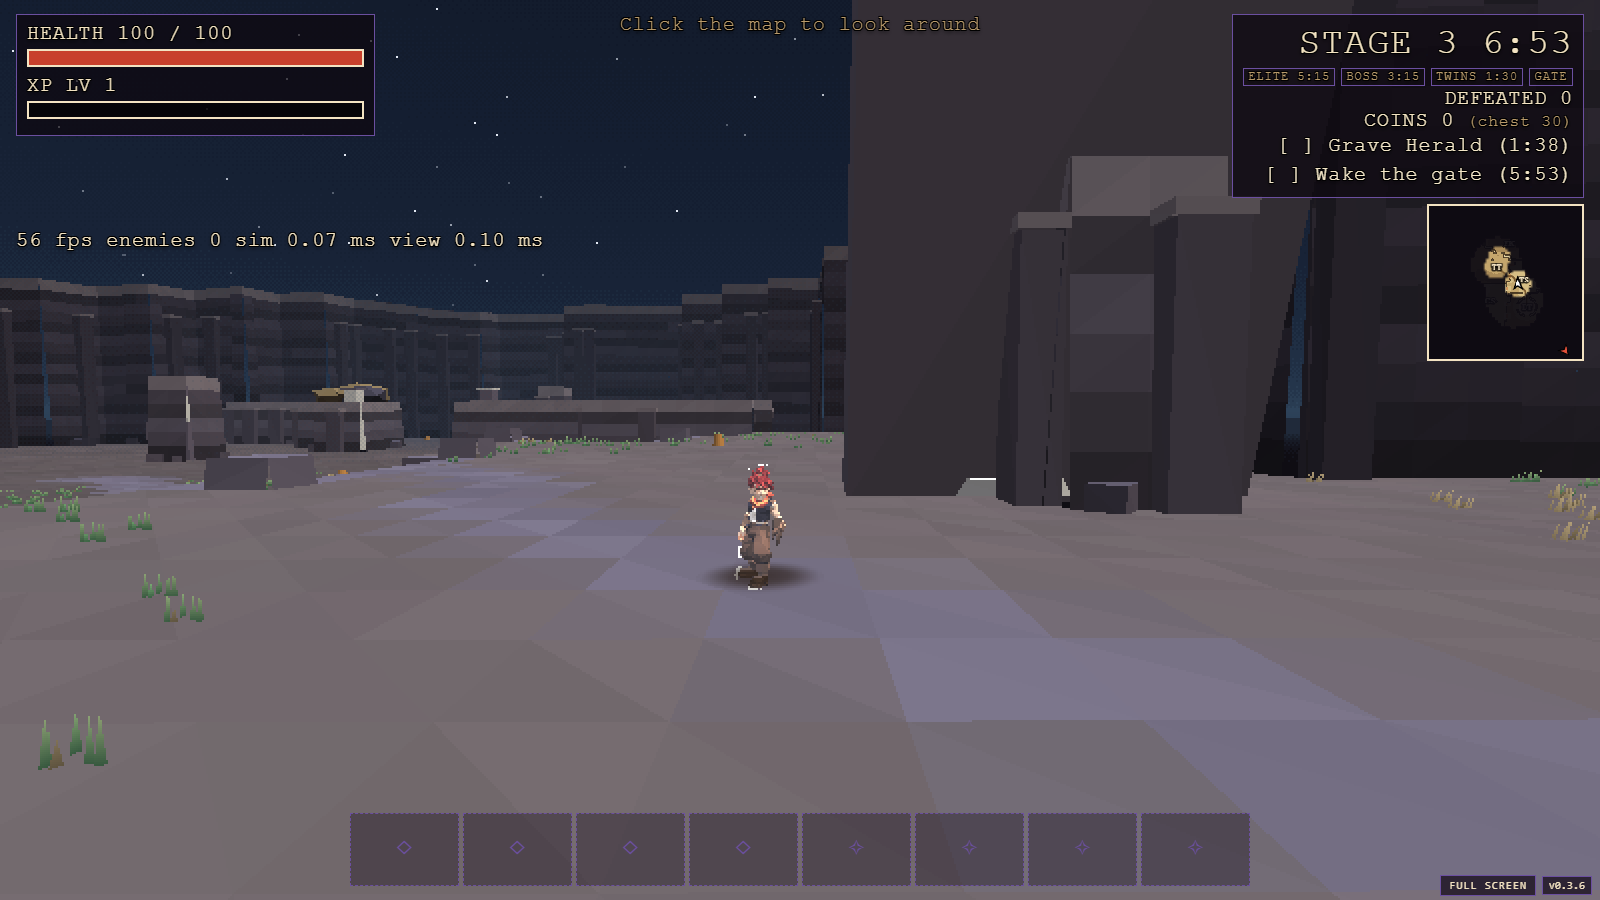 HEALTH 100 / 100
XP LV 1
Click the map to look around
STAGE 3 6:53
ELITE 5:15 BOSS 3:15 TWINS 1:30 GATE
DEFEATED 0
COINS 0 (chest 30)
[ ] Grave Herald (1:38)
[ ] Wake the gate (5:53)
56 fps enemies 0 sim 0.07 ms view 0.10 ms
FULL SCREEN
v0.3.6